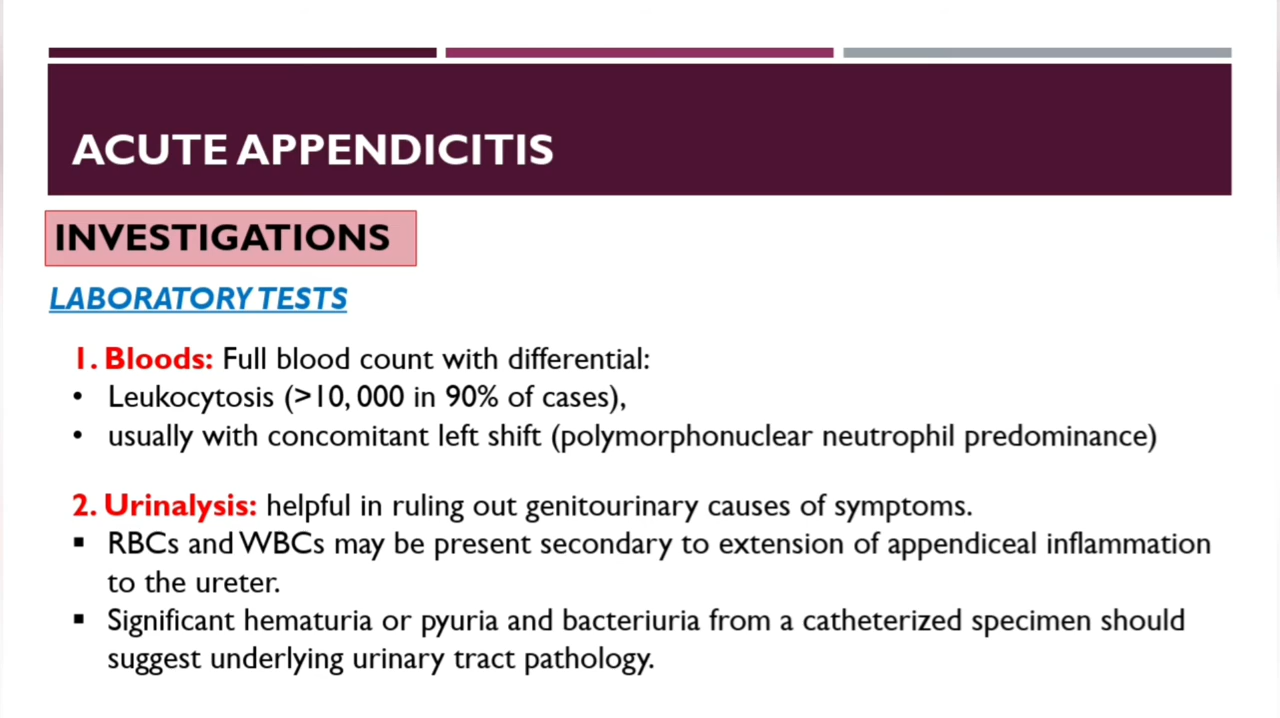 ACUTE APPENDICITIS
INVESTIGATIONS
LABORATORY TESTS
1. Bloods: Full blood count with differential:
• Leukocytosis (>10, 000 in 90% of cases),
• usually with concomitant left shift (polymorphonuclear neutrophil predominance)
2. Urinalysis: helpful in ruling out genitourinary causes of symptoms.
▪ RBCs and WBCs may be present secondary to extension of appendiceal inflammation
to the ureter.
▪ Significant hematuria or pyuria and bacteriuria from a catheterized specimen should
suggest underlying urinary tract pathology.